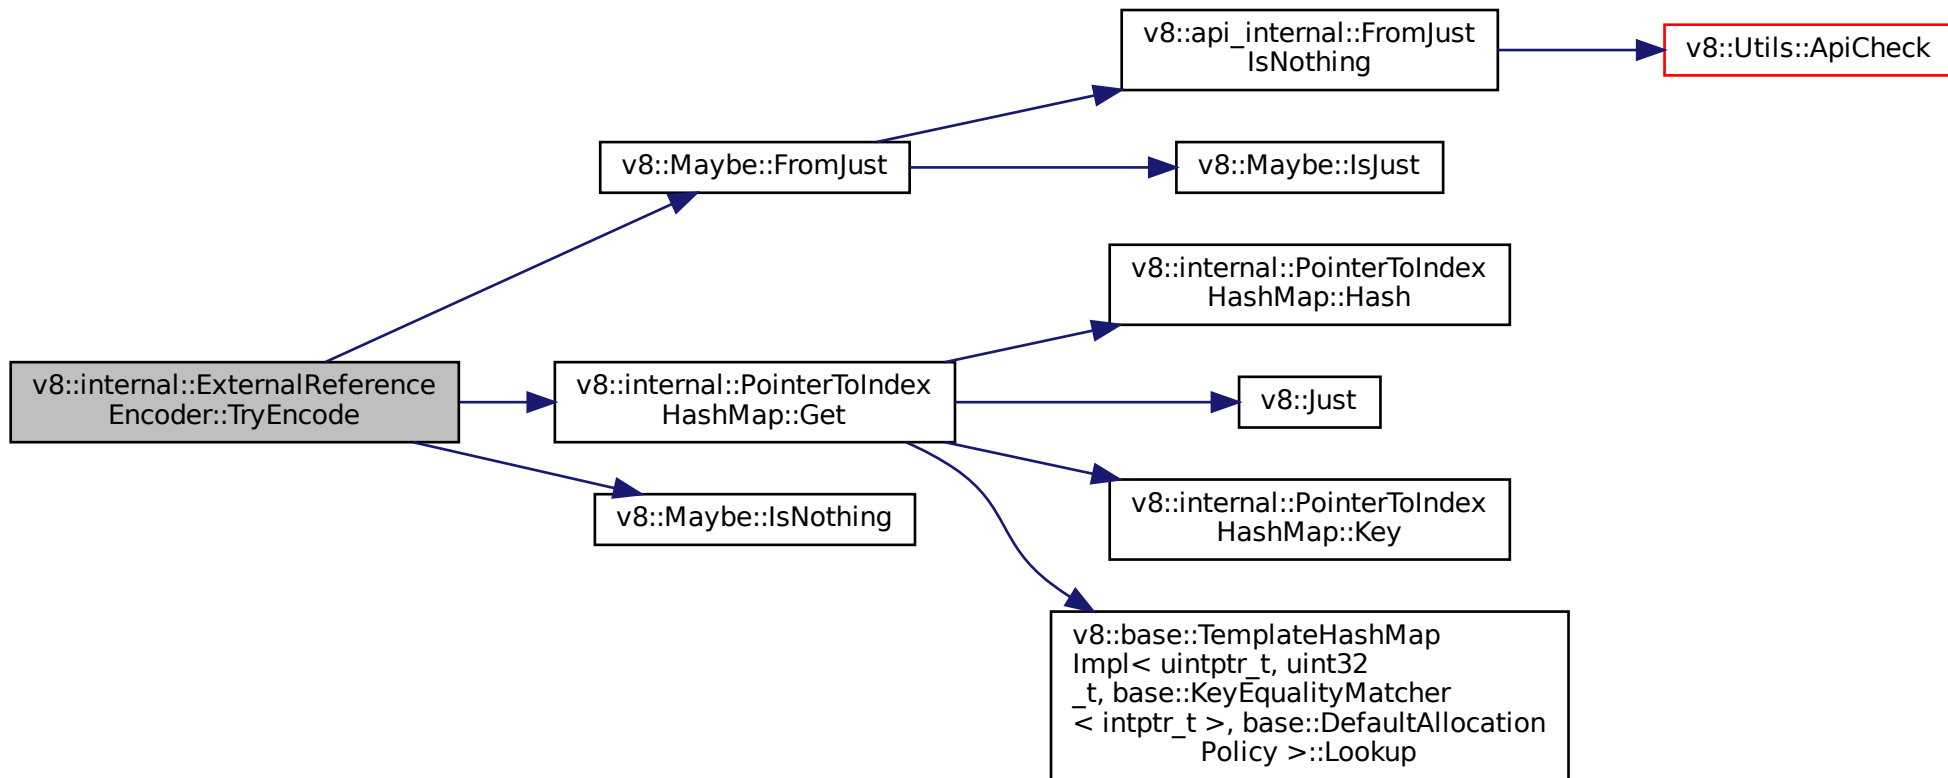 v8::api_internal::FromJust
IsNothing
v8::Utils::ApiCheck
v8::Maybe::FromJust
v8::Maybe::IsJust
v8::internal::PointerToIndex
HashMap::Hash
v8::internal::ExternalReference
Encoder::TryEncode
v8::internal::PointerToIndex
HashMap::Get
v8::Just
v8::internal::PointerToIndex
HashMap::Key
v8::Maybe::IsNothing
v8::base::TemplateHashMap
Impl< uintptr_t, uint32
_t, base::KeyEqualityMatcher
< intptr_t >, base::DefaultAllocation
Policy >::Lookup